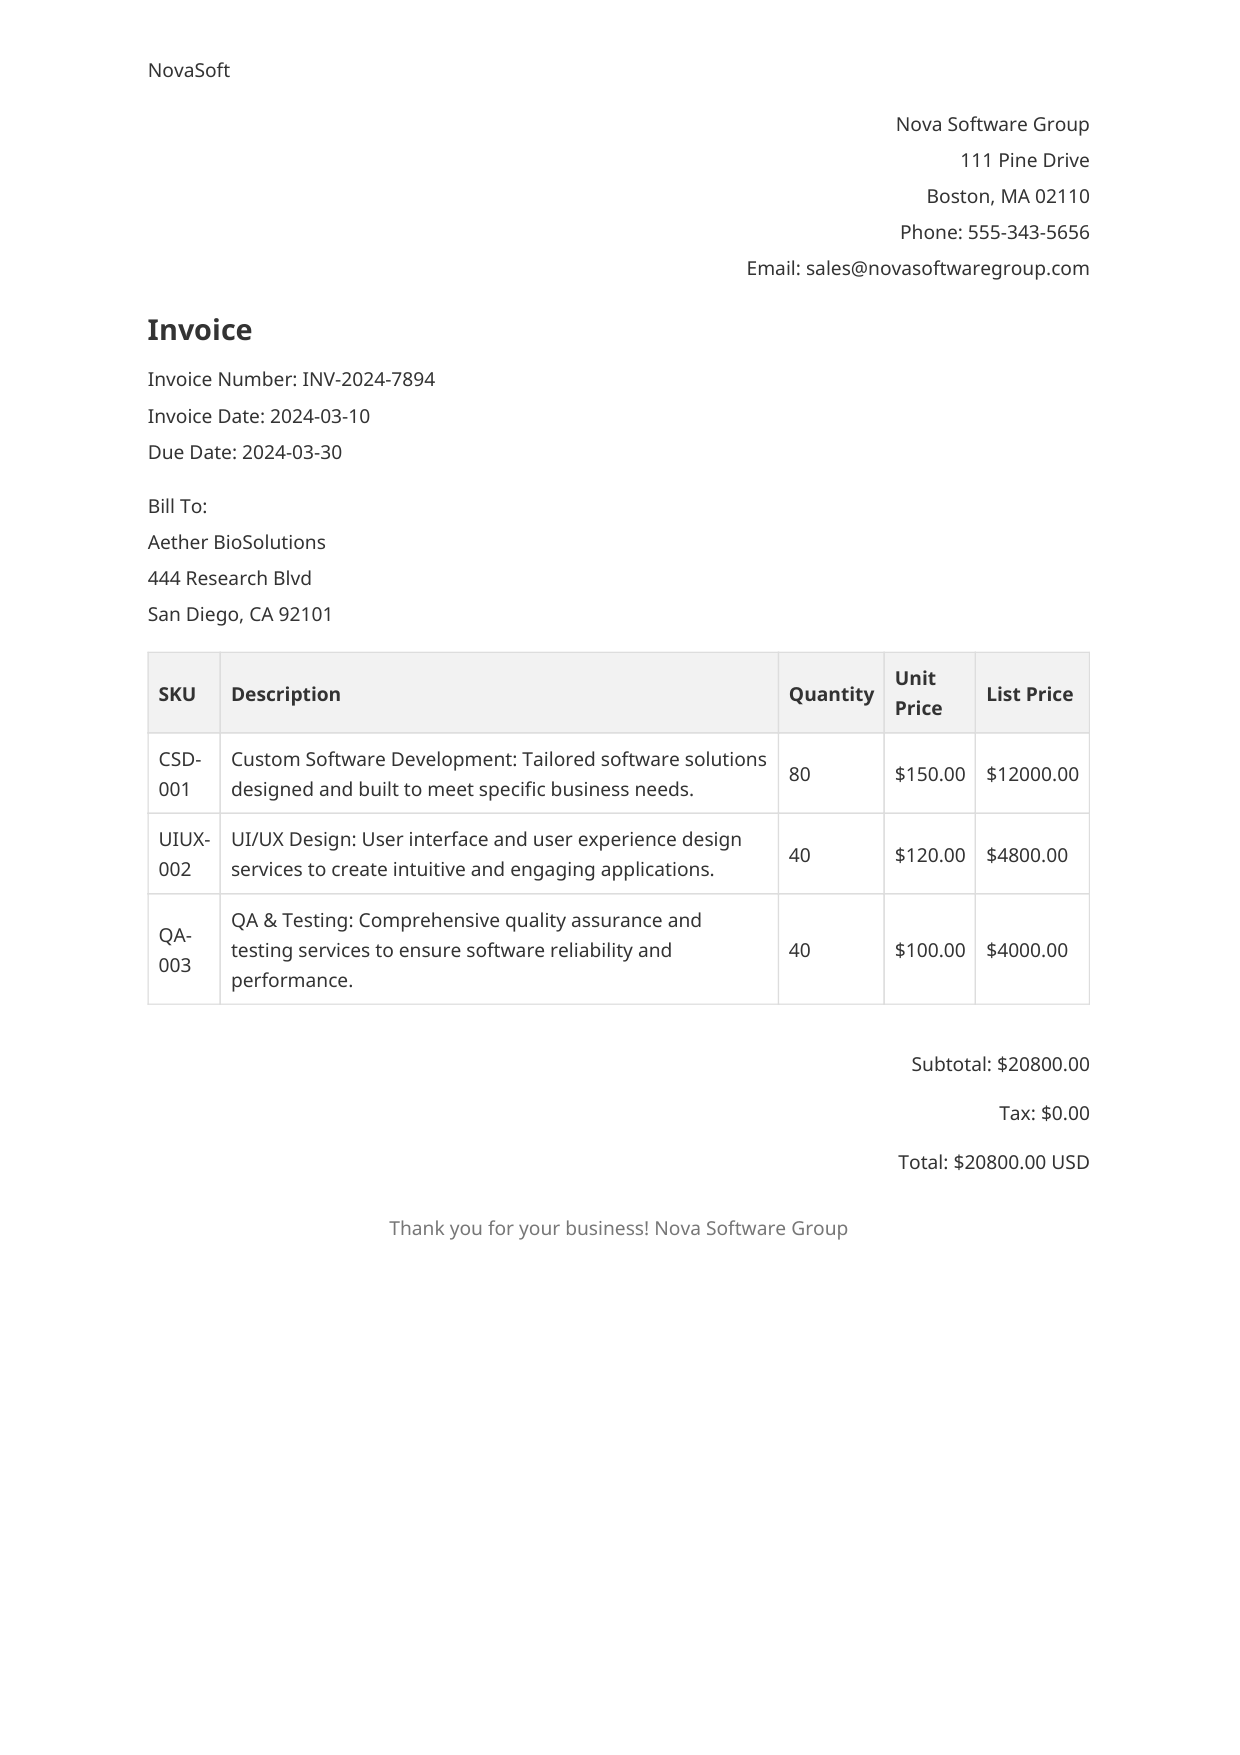 NovaSoft
Nova Software Group
111 Pine Drive
Boston, MA 02110
Phone: 555-343-5656
Email: sales@novasoftwaregroup.com
Invoice
Invoice Number: INV-2024-7894
Invoice Date: 2024-03-10
Due Date: 2024-03-30
Bill To:
Aether BioSolutions
444 Research Blvd
San Diego, CA 92101
SKU Description Quantity Unit Price List Price
CSD-001 Custom Software Development: Tailored software solutions designed and built to meet specific business needs. 80 $150.00 $12000.00
UIUX-002 UI/UX Design: User interface and user experience design services to create intuitive and engaging applications. 40 $120.00 $4800.00
QA-003 QA & Testing: Comprehensive quality assurance and testing services to ensure software reliability and performance. 40 $100.00 $4000.00
Subtotal: $20800.00
Tax: $0.00
Total: $20800.00 USD
Thank you for your business! Nova Software Group